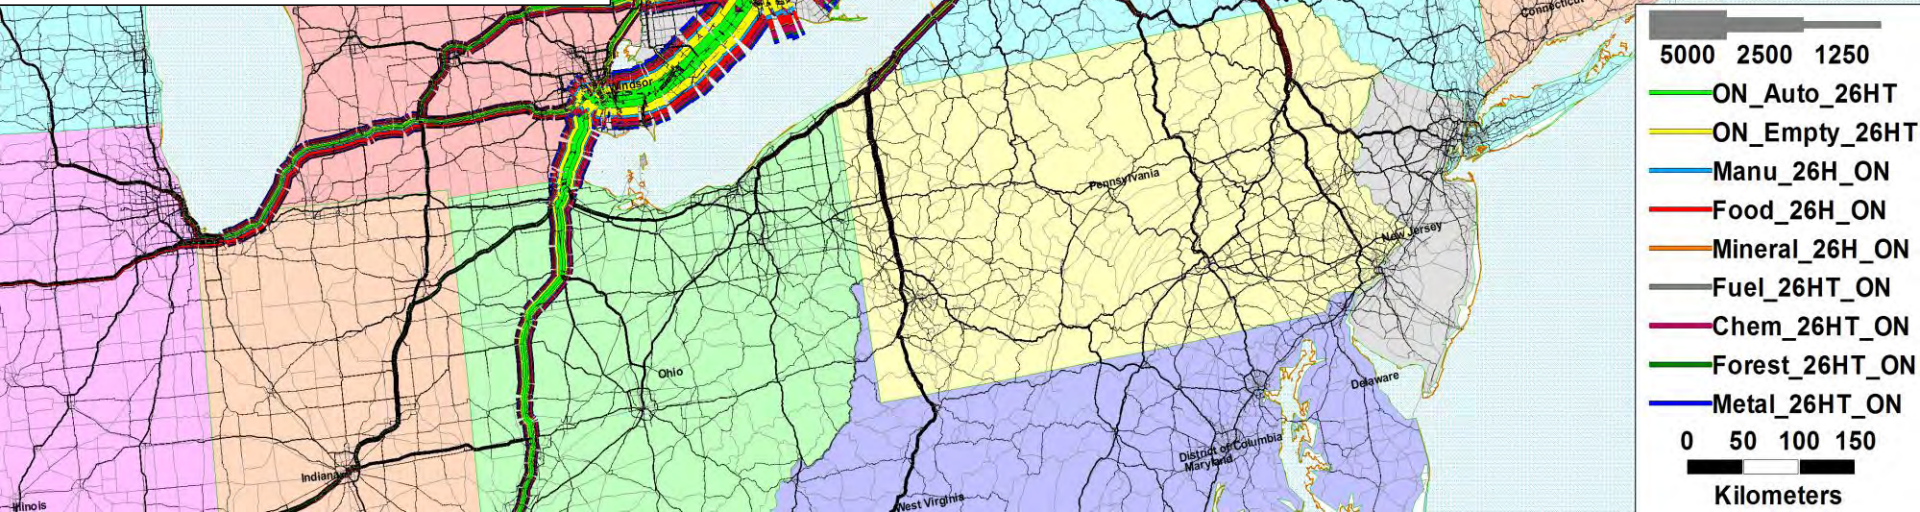 Connecticut
Windsor
Pennsylvania
New Jersey
Ohio
Delaware
District of Columbia
Maryland
Indiana
Illinois
West Virginia
5000 2500 1250
ON_Auto_26HT
ON_Empty_26HT
Manu_26H_ON
Food_26H_ON
Mineral_26H_ON
Fuel_26HT_ON
Chem_26HT_ON
Forest_26HT_ON
Metal_26HT_ON
0 50 100 150
Kilometers